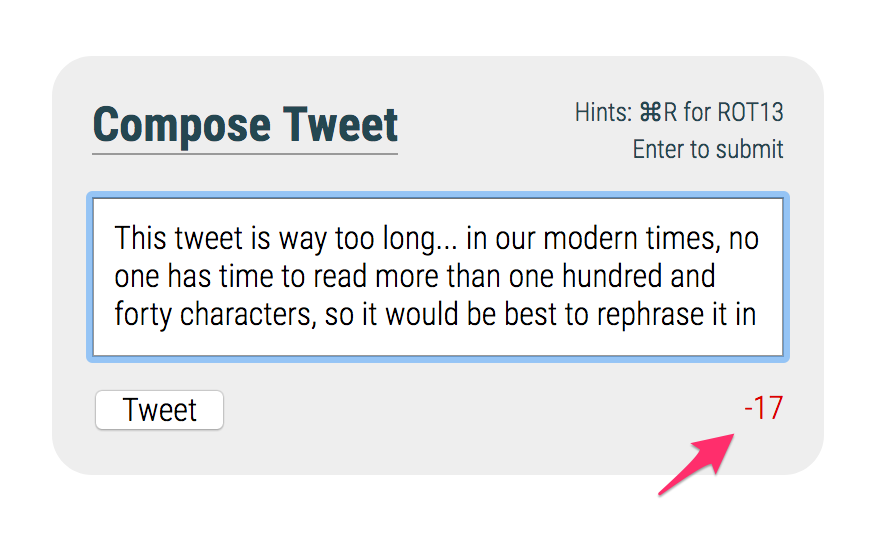 Compose Tweet
Hints: ⌘R for ROT13
Enter to submit
This tweet is way too long... in our modern times, no
one has time to read more than one hundred and
forty characters, so it would be best to rephrase it in
Tweet
-17